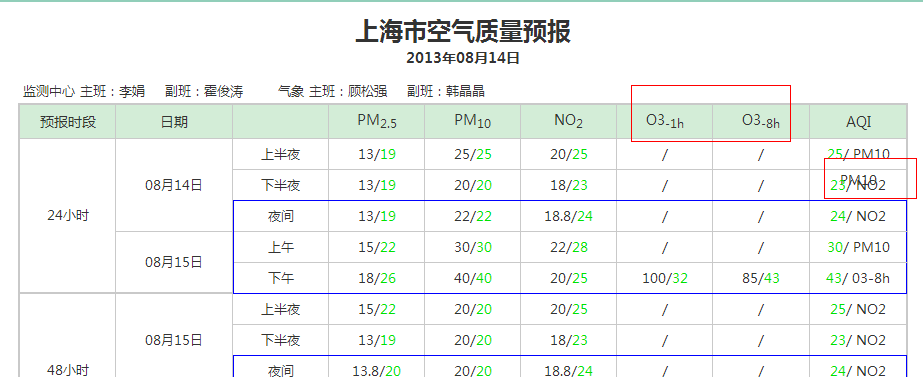 上海市空气质量预报
2013年08月14日
监测中心 主班：李娟 副班：霍俊涛 气象 主班：顾松强 副班：韩晶晶
预报时段 日期 PM2.5 PM10 NO2 O3-1h O3-8h AQI
上半夜 13/19 25/25 20/25 / / 25/ PM10
PM10
08月14日 下半夜 13/19 20/20 18/23 / / 23/ NO2
24小时 夜间 13/19 22/22 18.8/24 / / 24/ NO2
08月15日 上午 15/22 30/30 22/28 / / 30/ PM10
下午 18/26 40/40 20/25 100/32 85/43 43/ 03-8h
上半夜 15/22 20/20 20/25 / / 25/ NO2
08月15日 下半夜 13/19 20/20 18/23 / / 23/ NO2
48小时 夜间 13.8/20 20/20 18.8/24 / / 24/ NO2